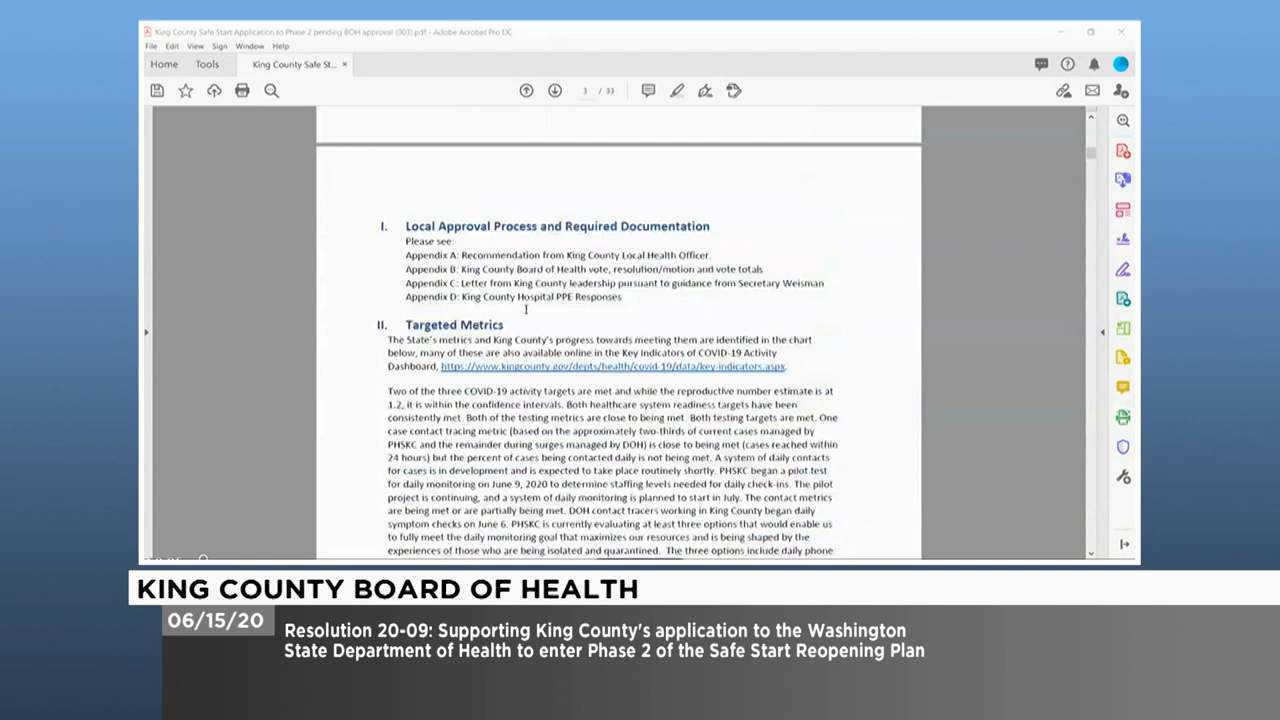 King County Safe Start Application to Phase 2 pending BOH approval (003).pdf - Adobe Acrobat Pro DC
File Edit View Sign Window Help
Home Tools King County Safe St... ×
3 / 33
I. Local Approval Process and Required Documentation
Please see:
Appendix A: Recommendation from King County Local Health Officer.
Appendix B: King County Board of Health vote, resolution/motion and vote totals
Appendix C: Letter from King County leadership pursuant to guidance from Secretary Weisman
Appendix D: King County Hospital PPE Responses
II. Targeted Metrics
The State's metrics and King County's progress towards meeting them are identified in the chart
below, many of these are also available online in the Key Indicators of COVID-19 Activity
Dashboard, https://www.kingcounty.gov/depts/health/covid-19/data/key-indicators.aspx.
Two of the three COVID-19 activity targets are met and while the reproductive number estimate is at
1.2, it is within the confidence intervals. Both healthcare system readiness targets have been
consistently met. Both of the testing metrics are close to being met. Both testing targets are met. One
case contact tracing metric (based on the approximately two-thirds of current cases managed by
PHSKC and the remainder during surges managed by DOH) is close to being met (cases reached within
24 hours) but the percent of cases being contacted daily is not being met. A system of daily contacts
for cases is in development and is expected to take place routinely shortly. PHSKC began a pilot test
for daily monitoring on June 9, 2020 to determine staffing levels needed for daily check-ins. The pilot
project is continuing, and a system of daily monitoring is planned to start in July. The contact metrics
are being met or are partially being met. DOH contact tracers working in King County began daily
symptom checks on June 6. PHSKC is currently evaluating at least three options that would enable us
to fully meet the daily monitoring goal that maximizes our resources and is being shaped by the
experiences of those who are being isolated and quarantined. The three options include daily phone
KING COUNTY BOARD OF HEALTH
06/15/20
Resolution 20-09: Supporting King County's application to the Washington
State Department of Health to enter Phase 2 of the Safe Start Reopening Plan